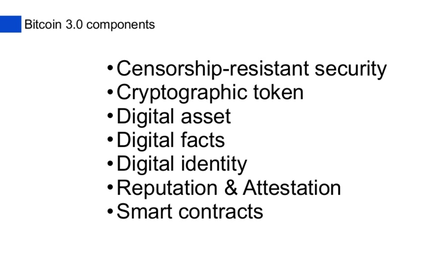 Bitcoin 3.0 components
•Censorship-resistant security
•Cryptographic token
•Digital asset
•Digital facts
•Digital identity
•Reputation & Attestation
•Smart contracts